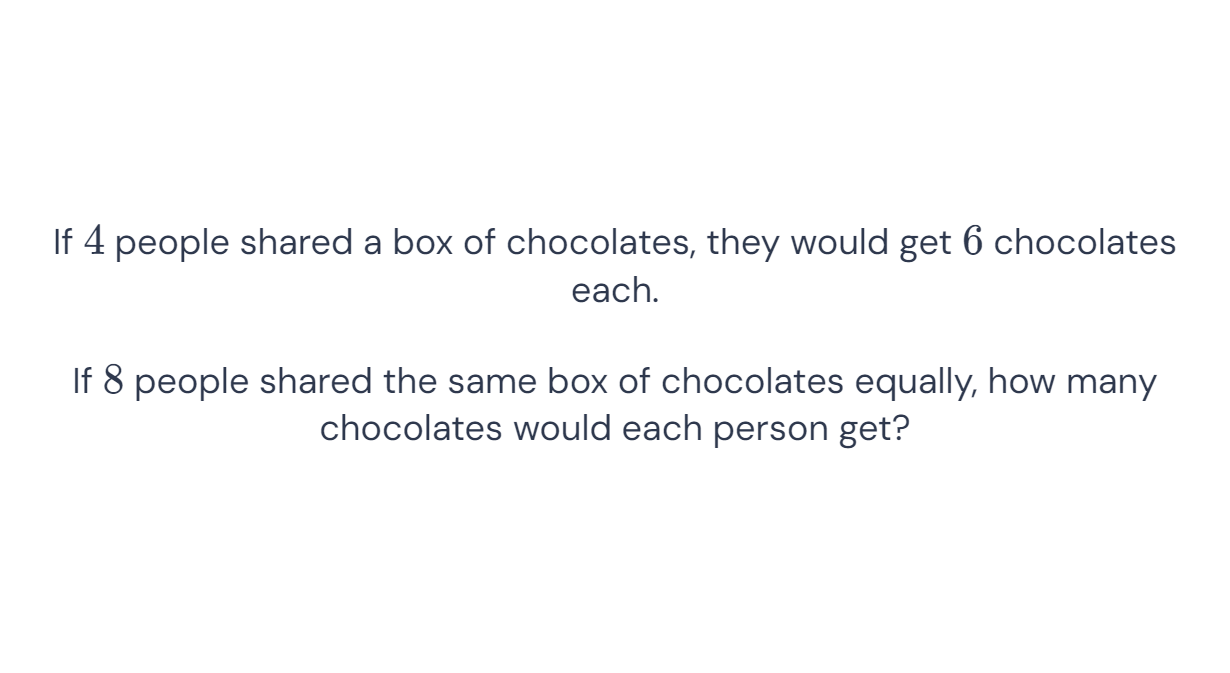 If 4 people shared a box of chocolates, they would get 6 chocolates
each.
If 8 people shared the same box of chocolates equally, how many
chocolates would each person get?